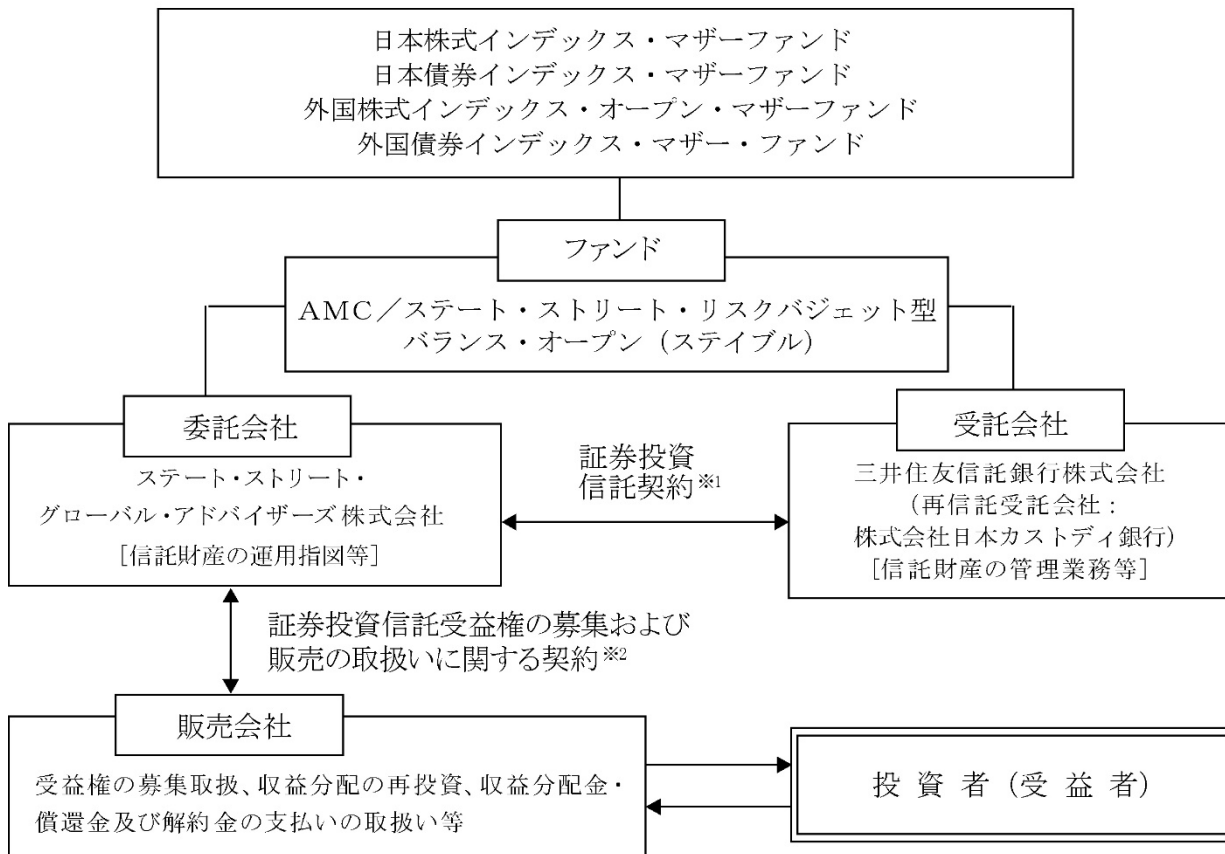 日本株式インデックス・マザーファンド
日本債券インデックス・マザーファンド
外国株式インデックス・オープン・マザーファンド
外国債券インデックス・マザー・ファンド
ファンド
AMC／ステート・ストリート・リスクバジェット型
バランス・オープン（ステイブル）
委託会社
ステート・ストリート・
グローバル・アドバイザーズ株式会社
［信託財産の運用指図等］
証券投資
信託契約※1
受託会社
三井住友信託銀行株式会社
（再信託受託会社：
株式会社日本カストディ銀行）
［信託財産の管理業務等］
証券投資信託受益権の募集および
販売の取扱いに関する契約※2
販売会社
受益権の募集取扱、収益分配の再投資、収益分配金・
償還金及び解約金の支払いの取扱い等
投資者（受益者）